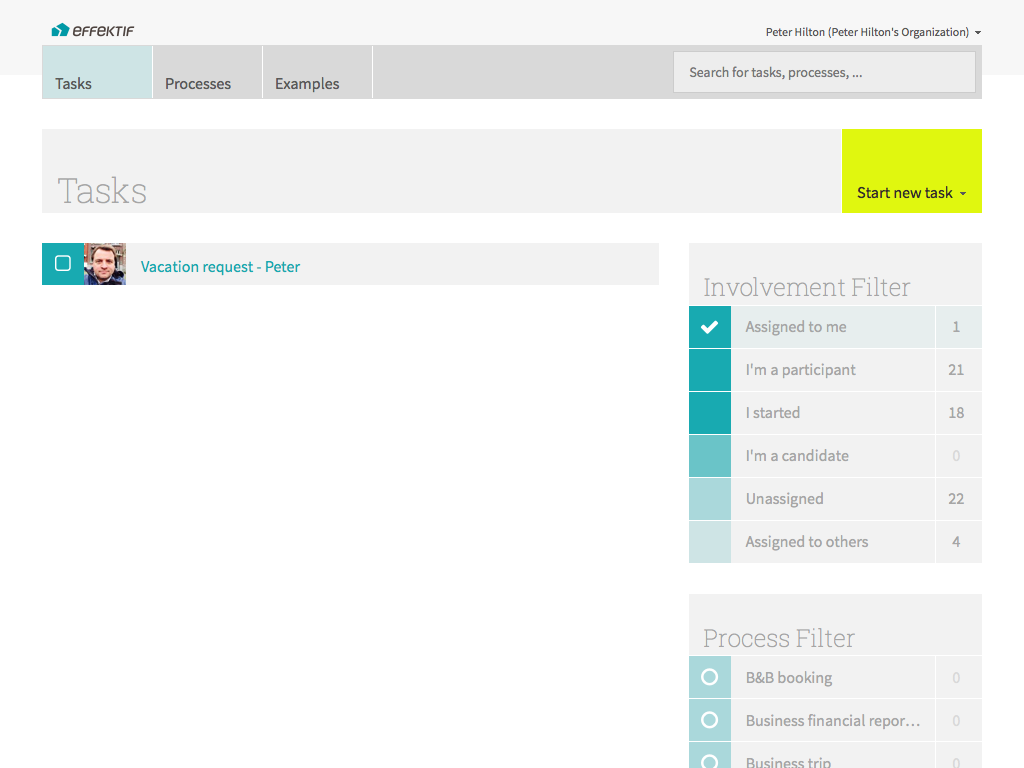 effektif
Peter Hilton (Peter Hilton's Organization)
Tasks
Processes
Examples
Search for tasks, processes, ...
Tasks
Start new task
Vacation request - Peter
Involvement Filter
Assigned to me 1
I'm a participant 21
I started 18
I'm a candidate 0
Unassigned 22
Assigned to others 4
Process Filter
B&B booking 0
Business financial repor… 0
Business trip 0